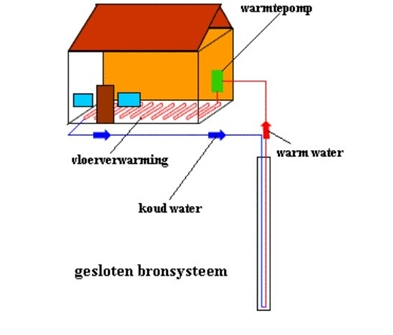 warmtepomp
vloerverwarming
warm water
koud water
gesloten bronsysteem